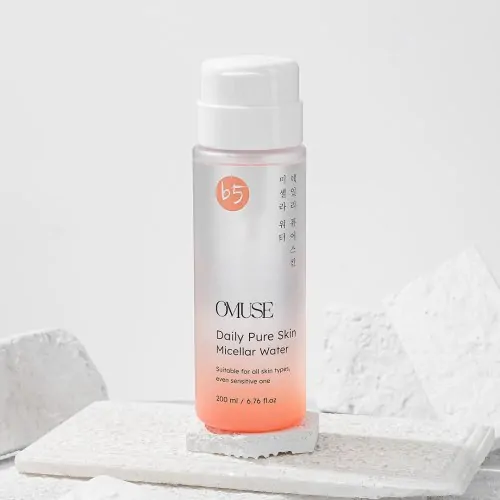 b5
데일리 퓨어 스킨
미셀라 워터
O'MUSE
Daily Pure Skin
Micellar Water
Suitable for all skin types,
even sensitive one
200 ml / 6.76 fl.oz